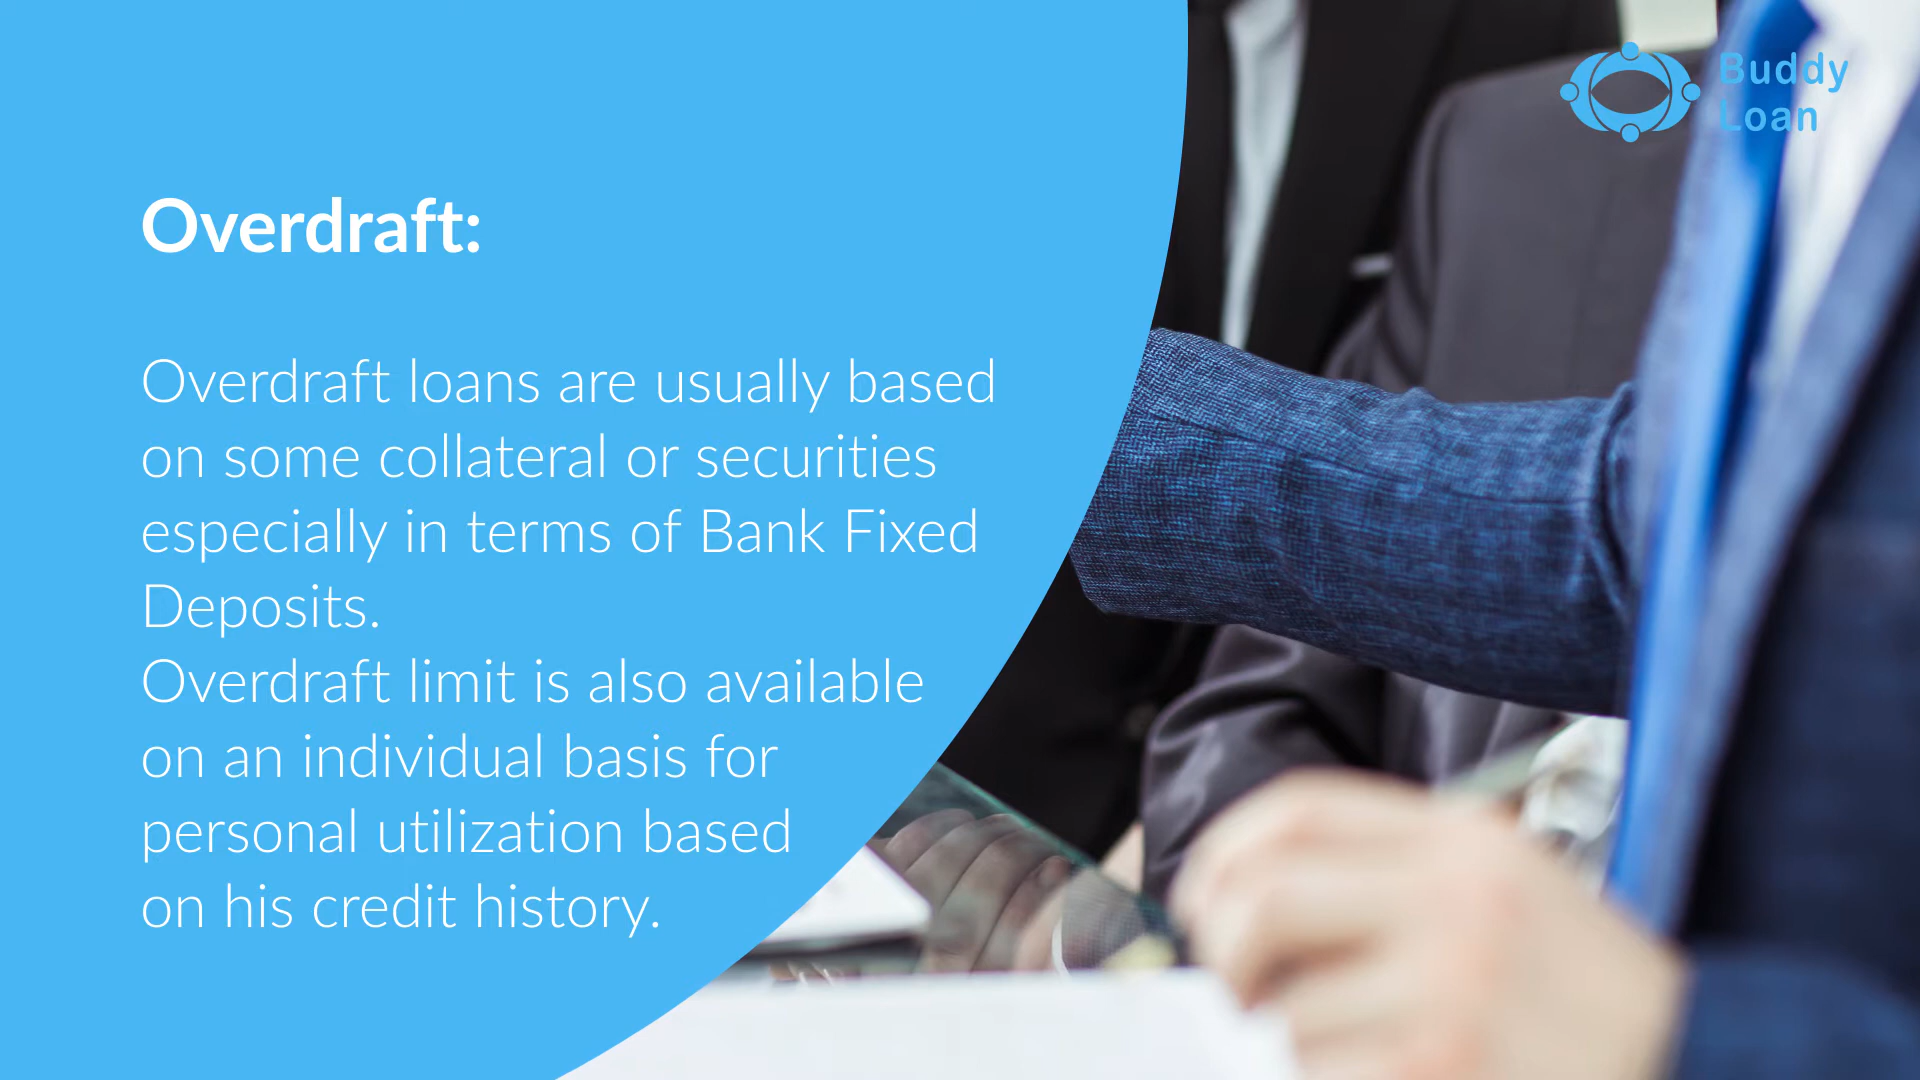 Buddy
Loan
Overdraft:
Overdraft loans are usually based
on some collateral or securities
especially in terms of Bank Fixed
Deposits.
Overdraft limit is also available
on an individual basis for
personal utilization based
on his credit history.